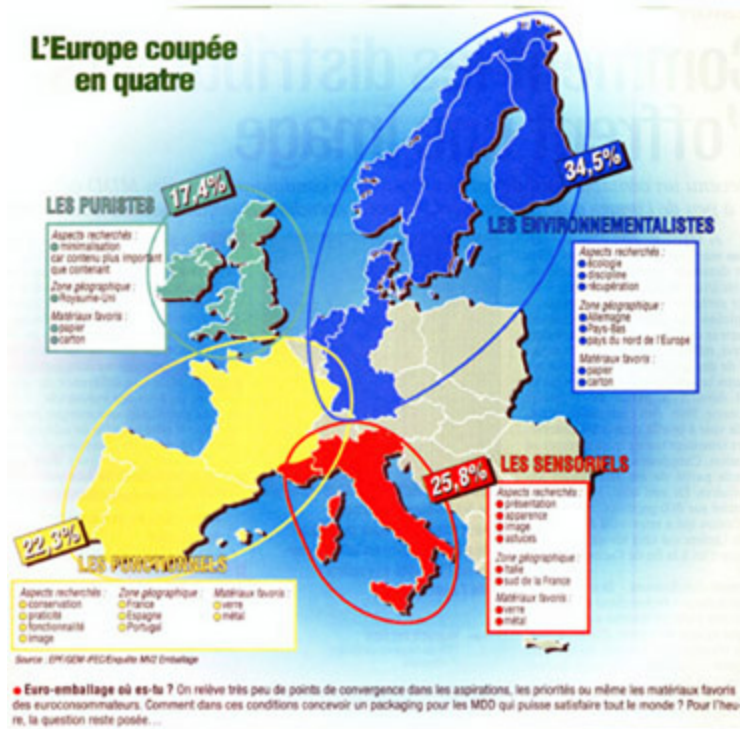 L'Europe coupée
en quatre
17,4%
LES PURISTES
Aspects recherchés :
minimalisation
car contenu plus important
que contenant
Zone géographique :
Royaume-Uni
Matériaux favoris :
papier
carton
34,5%
LES ENVIRONNEMENTALISTES
Aspects recherchés :
écologie
discipline
récupération
Zone géographique :
Allemagne
Pays-Bas
pays du nord de l'Europe
Matériaux favoris :
papier
carton
25,8%
LES SENSORIELS
Aspects recherchés :
présentation
apparence
image
astuces
Zone géographique :
Italie
sud de la France
Matériaux favoris :
verre
métal
22,3%
LES FONCTIONNELS
Aspects recherchés :
conservation
praticité
fonctionnalité
image
Zone géographique :
France
Espagne
Portugal
Matériaux favoris :
verre
métal
Source : Emballage
Euro-emballage où es-tu ? On relève très peu de points de convergence dans les aspirations, les priorités ou même les matériaux favoris
des euroconsommateurs. Comment dans ces conditions concevoir un packaging pour les MDD qui puisse satisfaire tout le monde ? Pour l'heu-
re, la question reste posée...